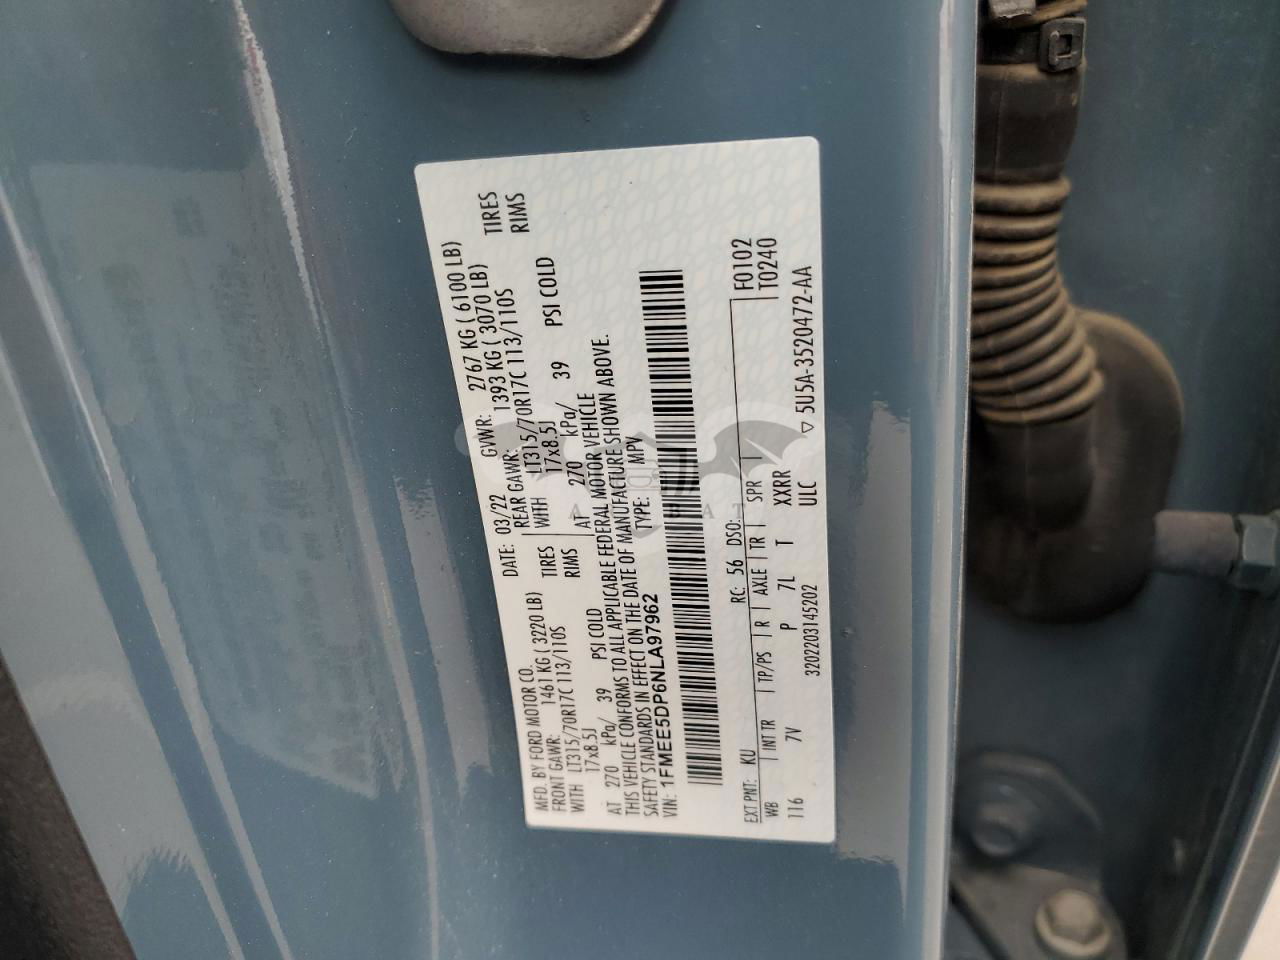 MFD. BY FORD MOTOR CO.
DATE: 03/22 GVWR: 2767 KG ( 6100 LB)
FRONT GAWR: 1461 KG ( 3220 LB) REAR GAWR: 1393 KG ( 3070 LB)
WITH LT315/70R17C 113/110S TIRES WITH LT315/70R17C 113/110S TIRES
17x8.5J RIMS 17x8.5J RIMS
AT 270 kPa/ 39 PSI COLD AT 270 kPa/ 39 PSI COLD
THIS VEHICLE CONFORMS TO ALL APPLICABLE FEDERAL MOTOR VEHICLE
SAFETY STANDARDS IN EFFECT ON THE DATE OF MANUFACTURE SHOWN ABOVE.
VIN: 1FMEE5DP6NLA97962 TYPE: MPV
EXT PNT: KU RC: 56 DSO: F0102
WB INT TR TP/PS R AXLE TR SPR T0240
116 7V P 7L T XXRR
3202203145202 ULC ▽ 5U5A-3520472-AA